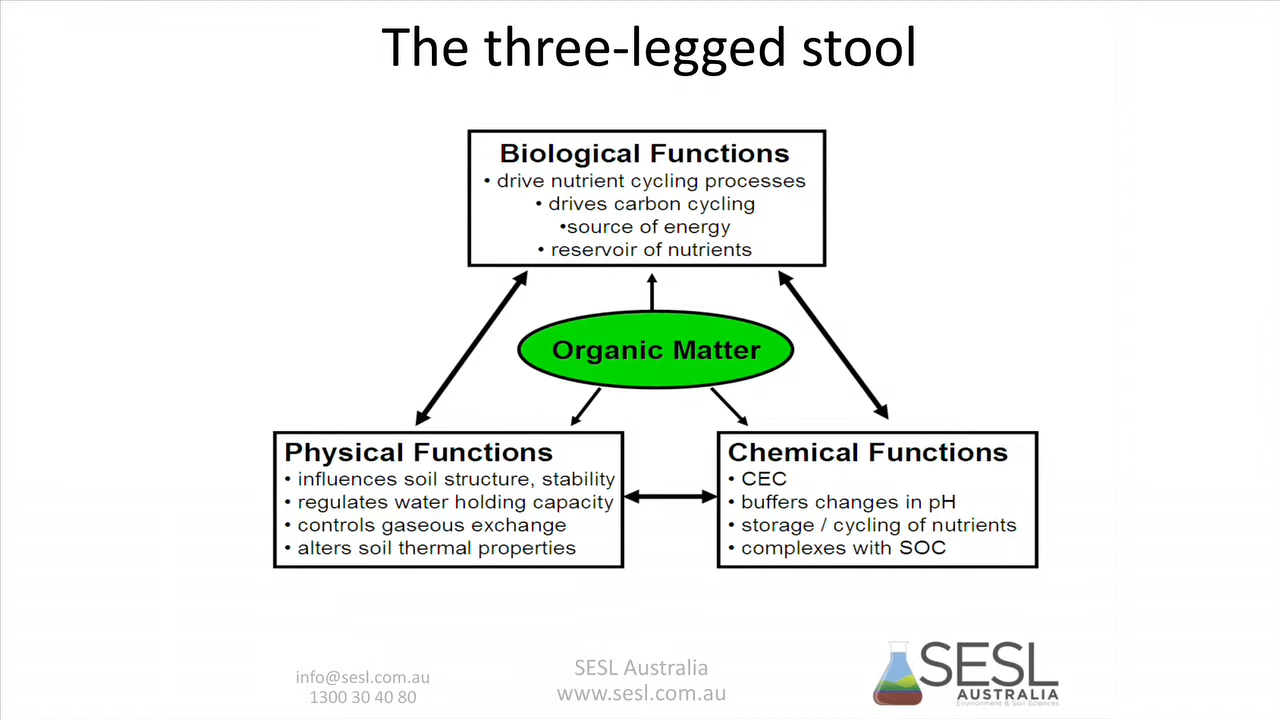 The three-legged stool
Biological Functions
• drive nutrient cycling processes
• drives carbon cycling
•source of energy
• reservoir of nutrients
Organic Matter
Physical Functions
• influences soil structure, stability
• regulates water holding capacity
• controls gaseous exchange
• alters soil thermal properties
Chemical Functions
• CEC
• buffers changes in pH
• storage / cycling of nutrients
• complexes with SOC
info@sesl.com.au
1300 30 40 80
SESL Australia
www.sesl.com.au
SESL
AUSTRALIA
Environment & Soil Sciences